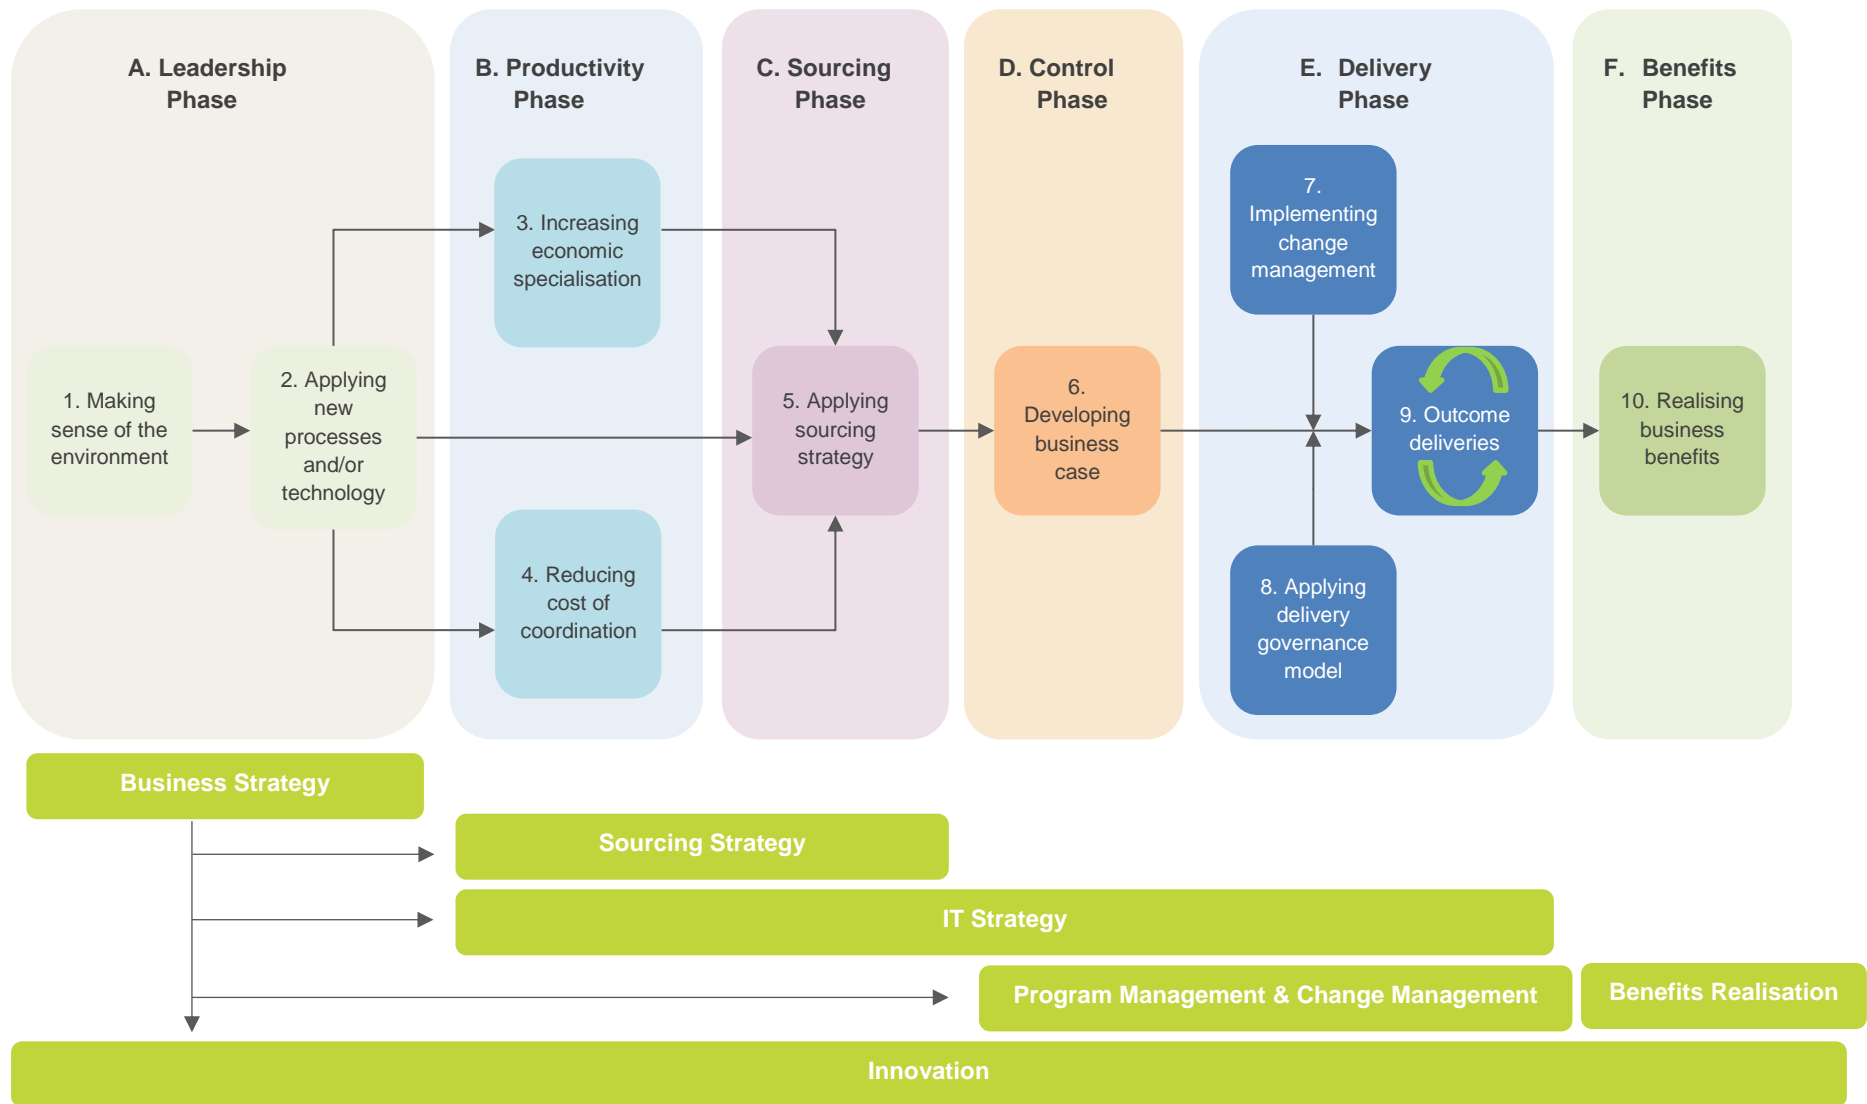 A. Leadership
Phase
B. Productivity
Phase
C. Sourcing
Phase
D. Control
Phase
E. Delivery
Phase
F. Benefits
Phase
1. Making
sense of the
environment
2. Applying
new
processes
and/or
technology
3. Increasing
economic
specialisation
4. Reducing
cost of
coordination
5. Applying
sourcing
strategy
6.
Developing
business
case
7.
Implementing
change
management
8. Applying
delivery
governance
model
9. Outcome
deliveries
10. Realising
business
benefits
Business Strategy
Sourcing Strategy
IT Strategy
Program Management & Change Management
Benefits Realisation
Innovation